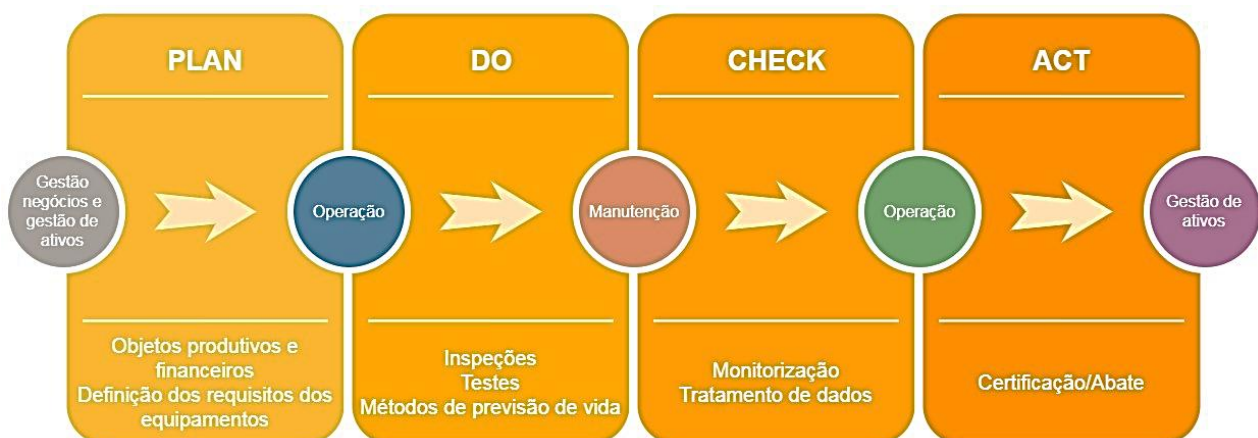 PLAN
DO
CHECK
ACT
Gestão
negócios e
gestão de
ativos
Operação
Manutenção
Operação
Gestão de
ativos
Objetos produtivos e
financeiros
Definição dos requisitos dos
equipamentos
Inspeções
Testes
Métodos de previsão de vida
Monitorização
Tratamento de dados
Certificação/Abate